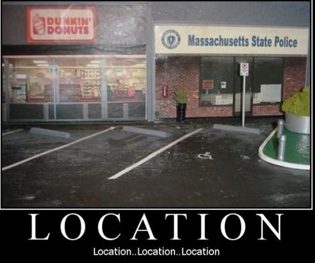 DUNKIN'
DONUTS
Massachusetts State Police
LOCATION
Location..Location..Location